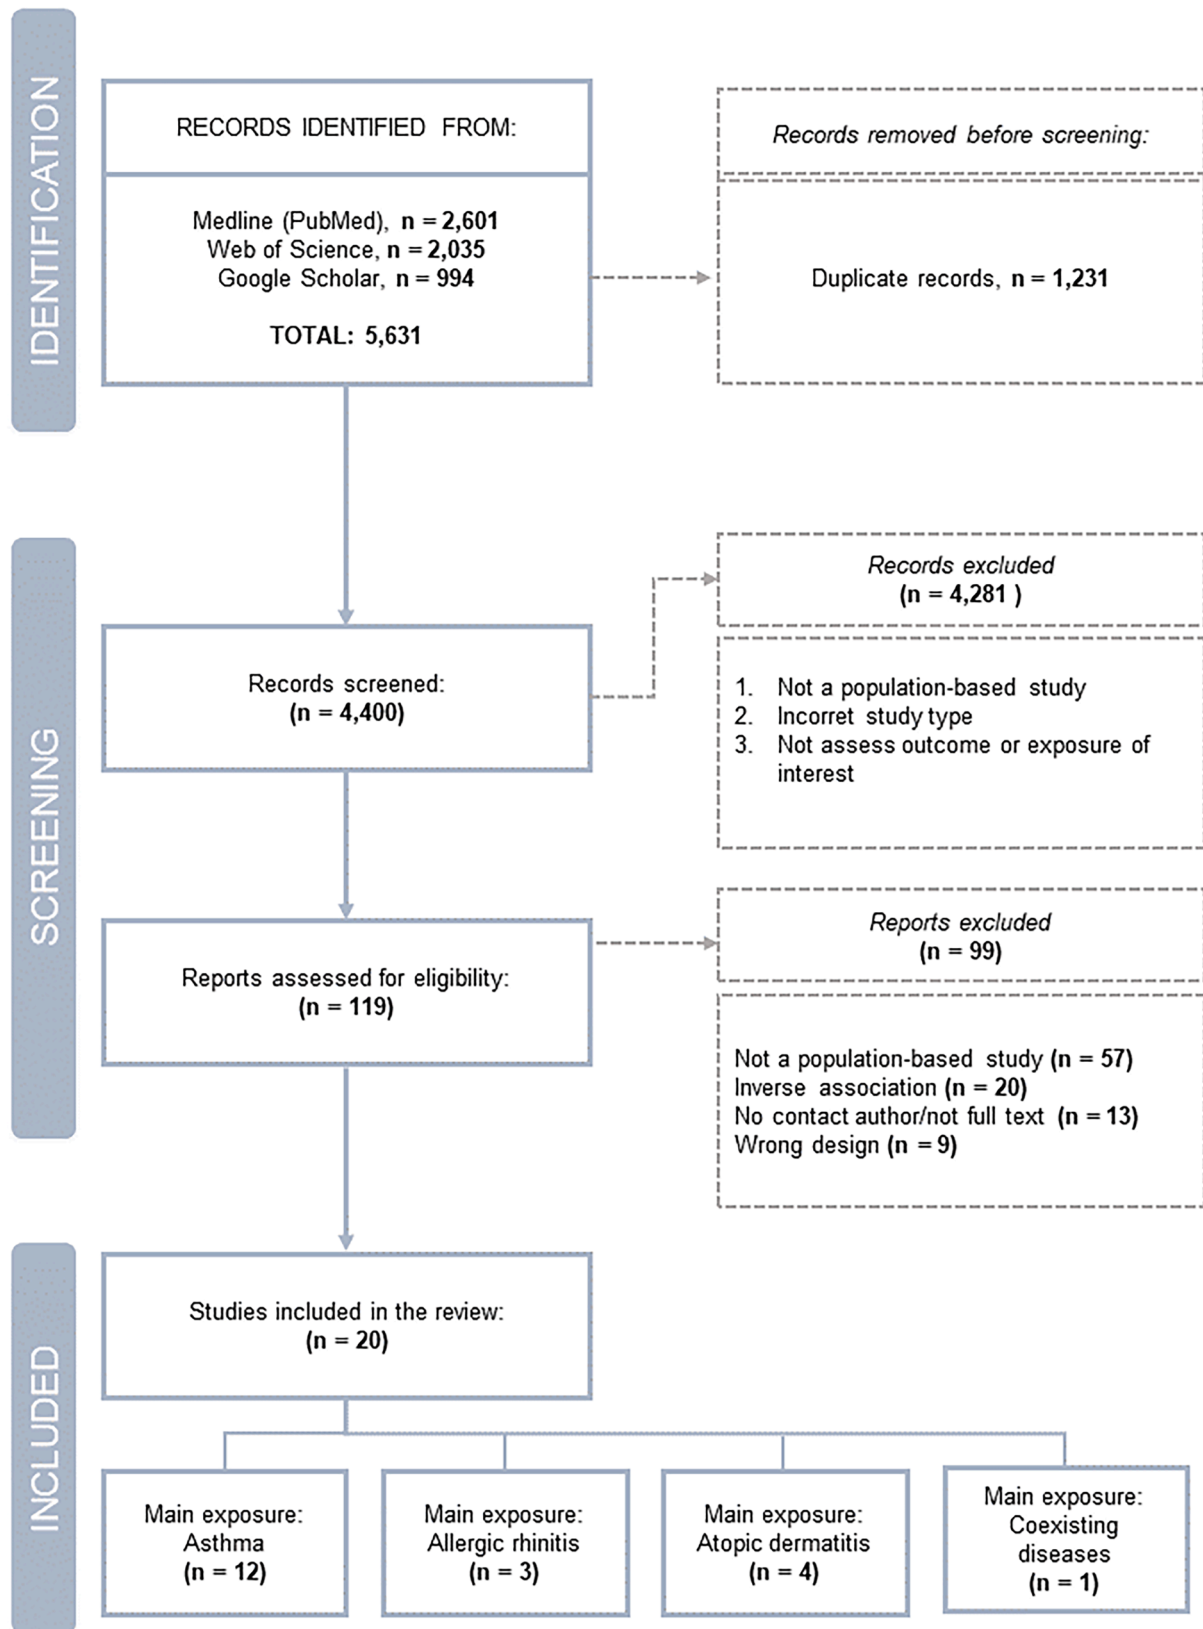 IDENTIFICATION
RECORDS IDENTIFIED FROM:
Medline (PubMed), n = 2,601
Web of Science, n = 2,035
Google Scholar, n = 994
TOTAL: 5,631
Records removed before screening:
Duplicate records, n = 1,231
SCREENING
Records screened:
(n = 4,400)
Records excluded
(n = 4,281 )
1. Not a population-based study
2. Incorret study type
3. Not assess outcome or exposure of
interest
Reports assessed for eligibility:
(n = 119)
Reports excluded
(n = 99)
Not a population-based study (n = 57)
Inverse association (n = 20)
No contact author/not full text (n = 13)
Wrong design (n = 9)
INCLUDED
Studies included in the review:
(n = 20)
Main exposure:
Asthma
(n = 12)
Main exposure:
Allergic rhinitis
(n = 3)
Main exposure:
Atopic dermatitis
(n = 4)
Main exposure:
Coexisting
diseases
(n = 1)